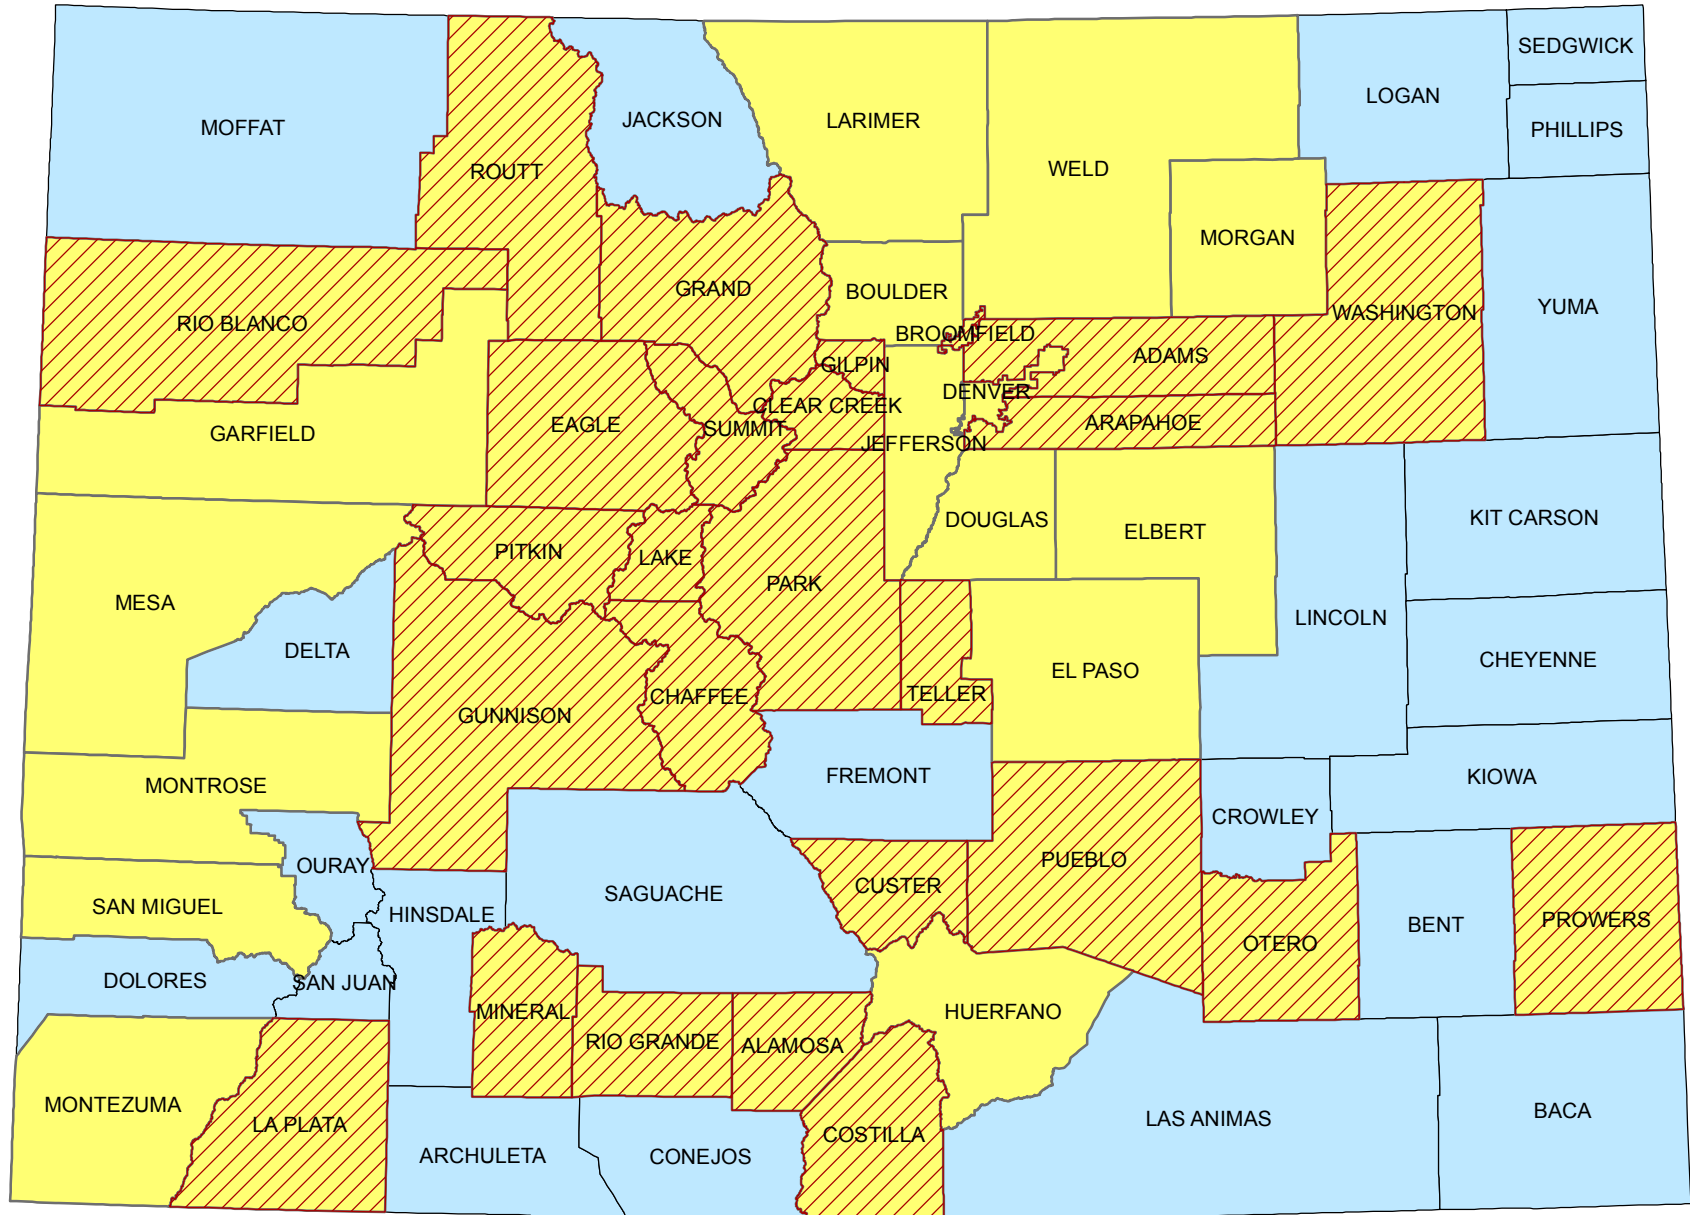 SEDGWICK
LOGAN
LARIMER
JACKSON
MOFFAT
PHILLIPS
WELD
ROUTT
MORGAN
GRAND
BOULDER
YUMA
WASHINGTON
RIO BLANCO
BROOMFIELD
ADAMS
GILPIN
DENVER
CLEAR CREEK
EAGLE
SUMMIT
ARAPAHOE
GARFIELD
JEFFERSON
KIT CARSON
DOUGLAS
ELBERT
PITKIN
LAKE
PARK
MESA
LINCOLN
DELTA
CHEYENNE
EL PASO
CHAFFEE
TELLER
GUNNISON
FREMONT
KIOWA
MONTROSE
CROWLEY
PUEBLO
OURAY
CUSTER
SAGUACHE
SAN MIGUEL
HINSDALE
PROWERS
BENT
OTERO
DOLORES
SAN JUAN
MINERAL
HUERFANO
RIO GRANDE
ALAMOSA
MONTEZUMA
BACA
LAS ANIMAS
LA PLATA
COSTILLA
ARCHULETA
CONEJOS